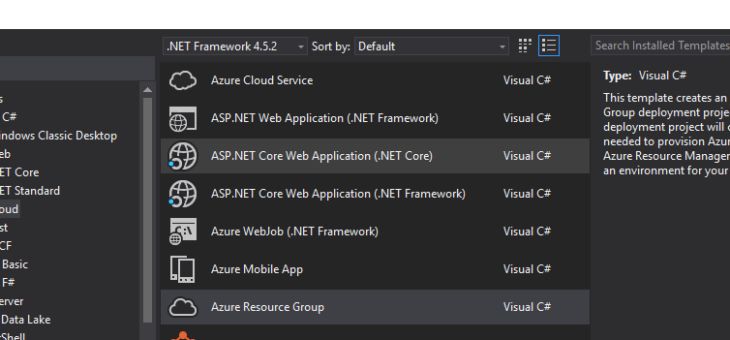 .NET Framework 4.5.2 Sort by: Default Search Installed Templates
Azure Cloud Service Visual C#
ASP.NET Web Application (.NET Framework) Visual C#
ASP.NET Core Web Application (.NET Core) Visual C#
ASP.NET Core Web Application (.NET Framework) Visual C#
Azure WebJob (.NET Framework) Visual C#
Azure Mobile App Visual C#
Azure Resource Group Visual C#
C#
indows Classic Desktop
eb
ET Core
ET Standard
oud
st
CF
Basic
F#
erver
Data Lake
Shell
Type: Visual C#
This template creates an
Group deployment proje
deployment project will
needed to provision Azur
Azure Resource Manager
an environment for your